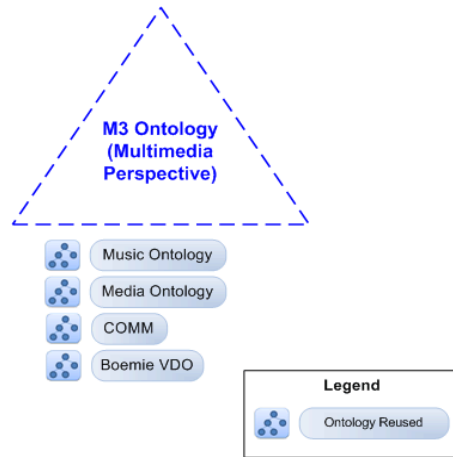 M3 Ontology
(Multimedia
Perspective)
Music Ontology
Media Ontology
COMM
Boemie VDO
Legend
Ontology Reused